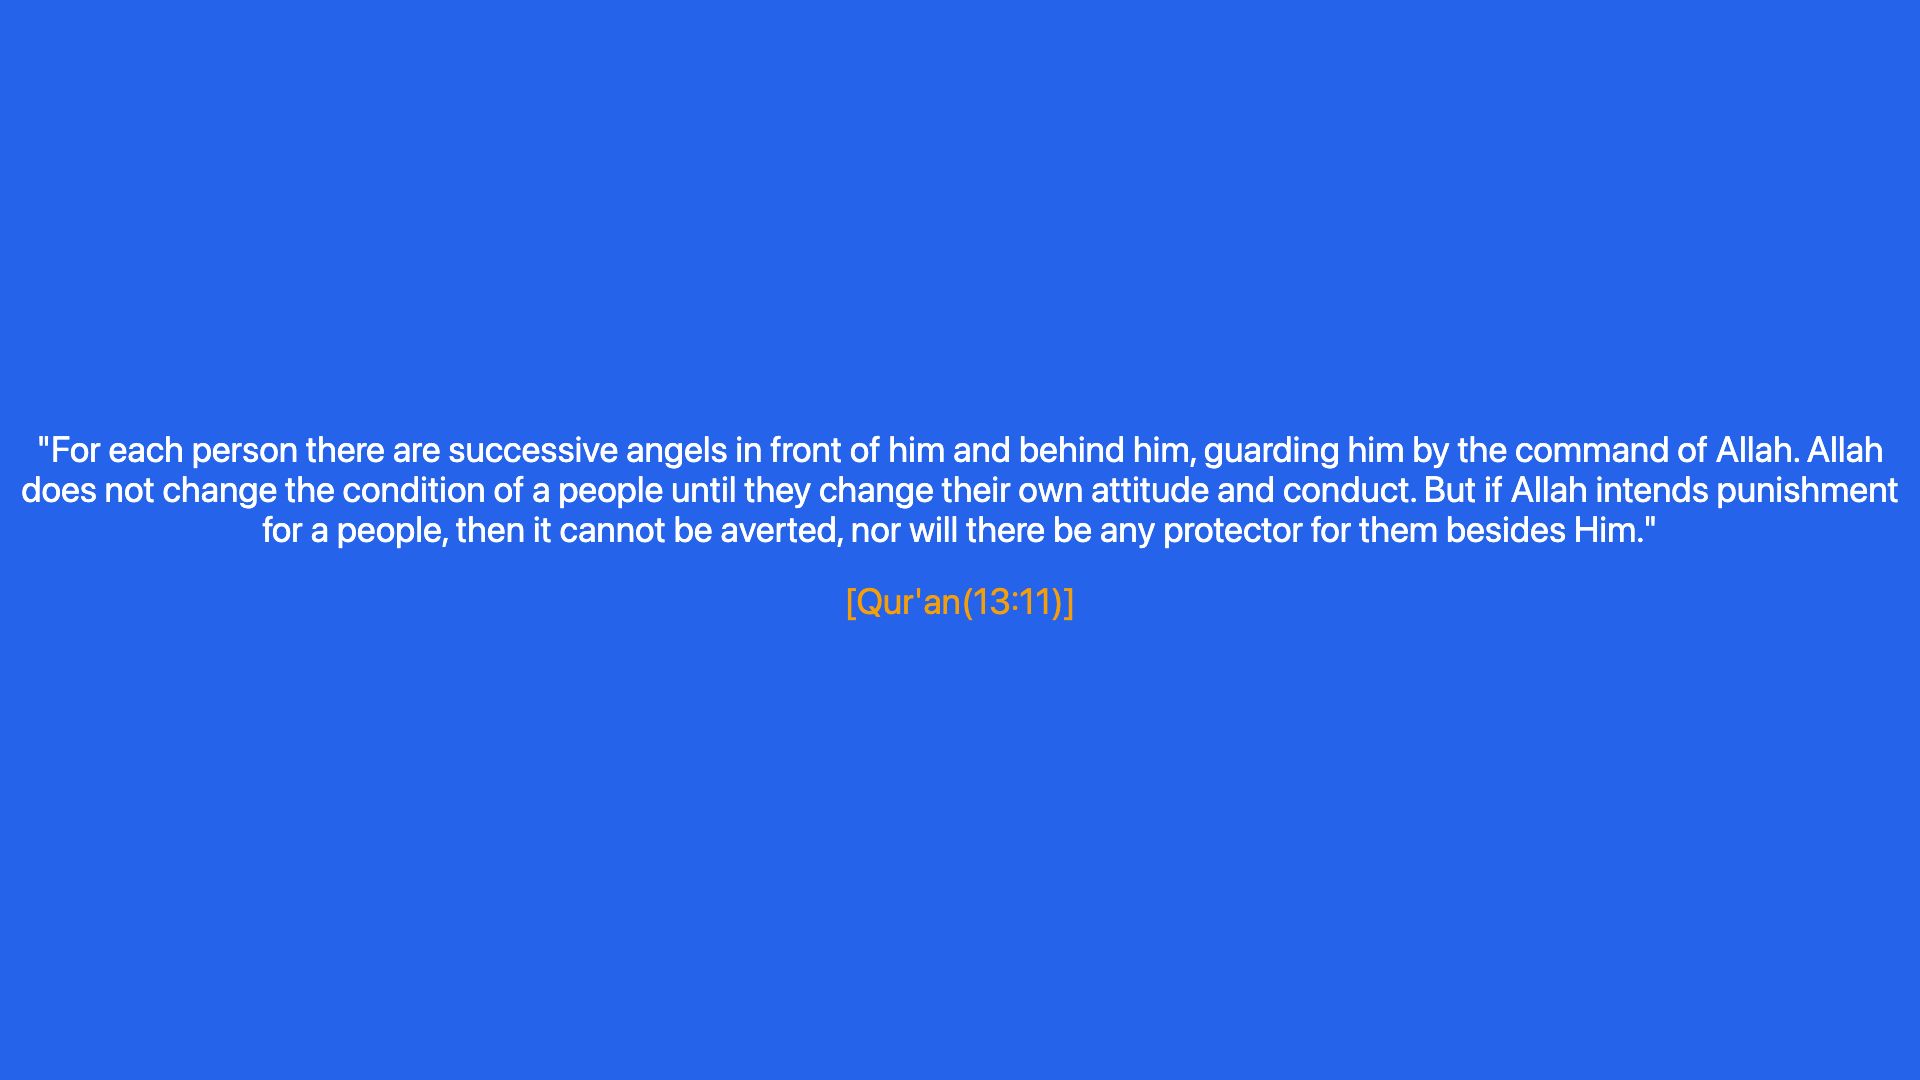 "For each person there are successive angels in front of him and behind him, guarding him by the command of Allah. Allah
does not change the condition of a people until they change their own attitude and conduct. But if Allah intends punishment
for a people, then it cannot be averted, nor will there be any protector for them besides Him."
[Qur'an(13:11)]